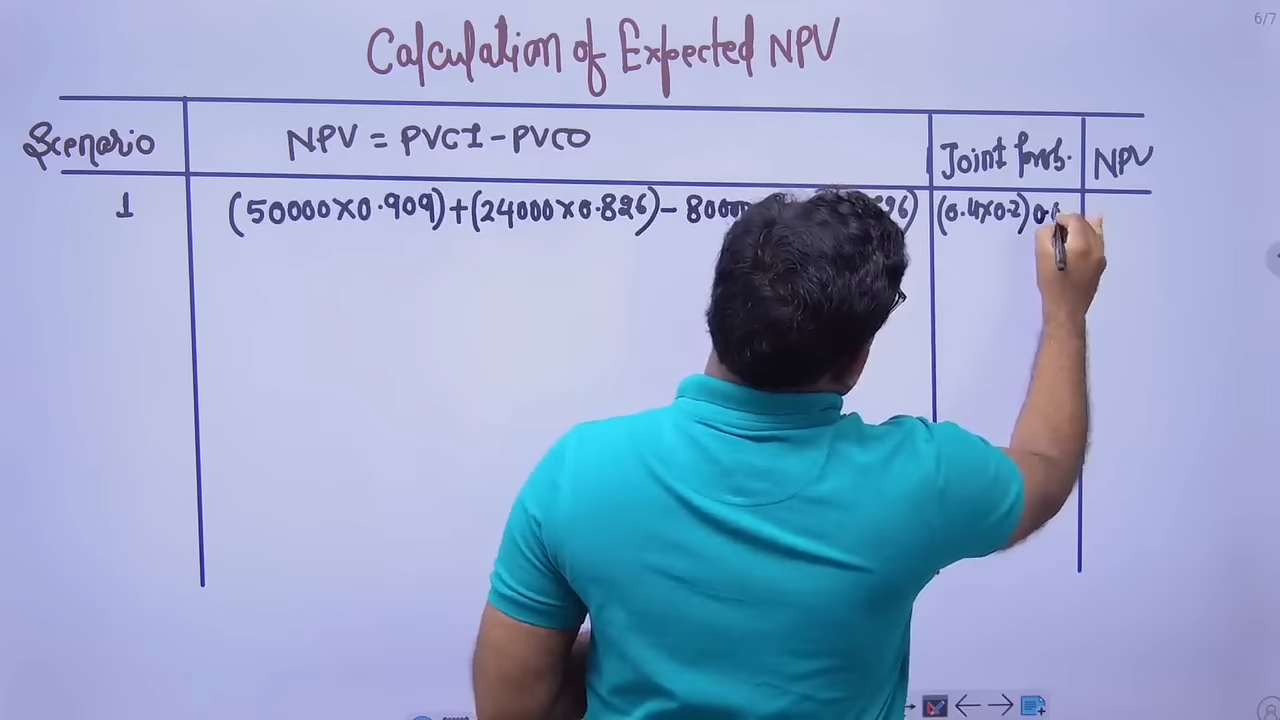 6/7
Calculation of Expected NPV
Scenario NPV = PVCI - PVCO Joint Prob. NPV
1 (50000×0.909)+(24000×0.826)- 8000 (0.4×0.2)